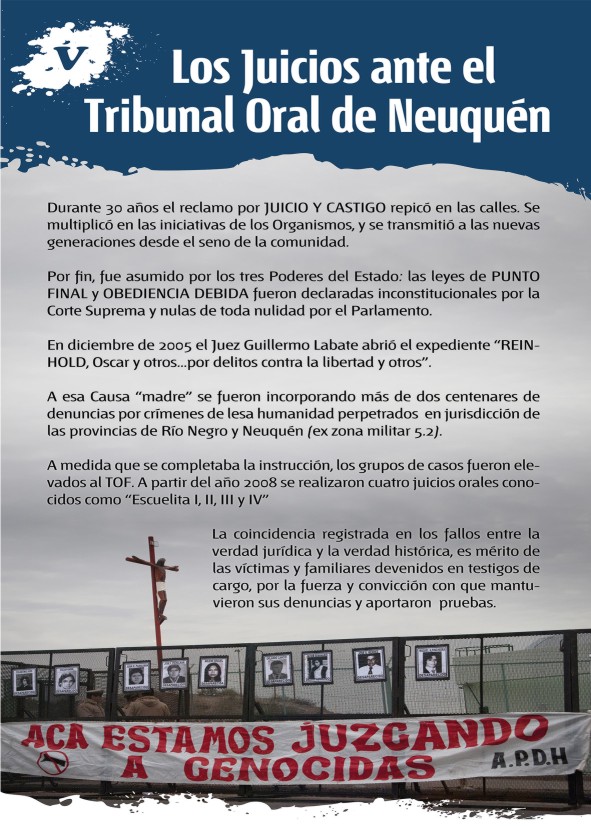 V
Los Juicios ante el
Tribunal Oral de Neuquén
Durante 30 años el reclamo por JUICIO Y CASTIGO repicó en las calles. Se
multiplicó en las iniciativas de los Organismos, y se transmitió a las nuevas
generaciones desde el seno de la comunidad.
Por fin, fue asumido por los tres Poderes del Estado: las leyes de PUNTO
FINAL y OBEDIENCIA DEBIDA fueron declaradas inconstitucionales por la
Corte Suprema y nulas de toda nulidad por el Parlamento.
En diciembre de 2005 el Juez Guillermo Labate abrió el expediente “REIN-
HOLD, Oscar y otros...por delitos contra la libertad y otros”.
A esa Causa “madre” se fueron incorporando más de dos centenares de
denuncias por crímenes de lesa humanidad perpetrados en jurisdicción de
las provincias de Río Negro y Neuquén (ex zona militar 5.2).
A medida que se completaba la instrucción, los grupos de casos fueron ele-
vados al TOF. A partir del año 2008 se realizaron cuatro juicios orales cono-
cidos como “Escuelita I, II, III y IV”
La coincidencia registrada en los fallos entre la
verdad jurídica y la verdad histórica, es mérito de
las víctimas y familiares devenidos en testigos de
cargo, por la fuerza y convicción con que mantu-
vieron sus denuncias y aportaron pruebas.
ACÁ ESTAMOS JUZGANDO
A GENOCIDAS
A.P.D.H